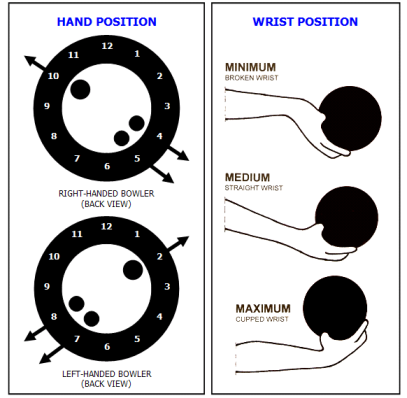 HAND POSITION
12
11
1
10
2
9
3
8
4
7
5
6
RIGHT-HANDED BOWLER
(BACK VIEW)
12
11
1
10
2
9
3
8
4
7
5
6
LEFT-HANDED BOWLER
(BACK VIEW)
WRIST POSITION
MINIMUM
BROKEN WRIST
MEDIUM
STRAIGHT WRIST
MAXIMUM
CUPPED WRIST